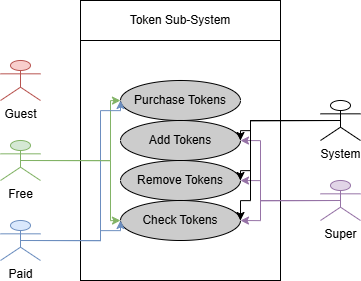 Token Sub-System
Purchase Tokens
Guest
Add Tokens
System
Remove Tokens
Free
Check Tokens
Super
Paid